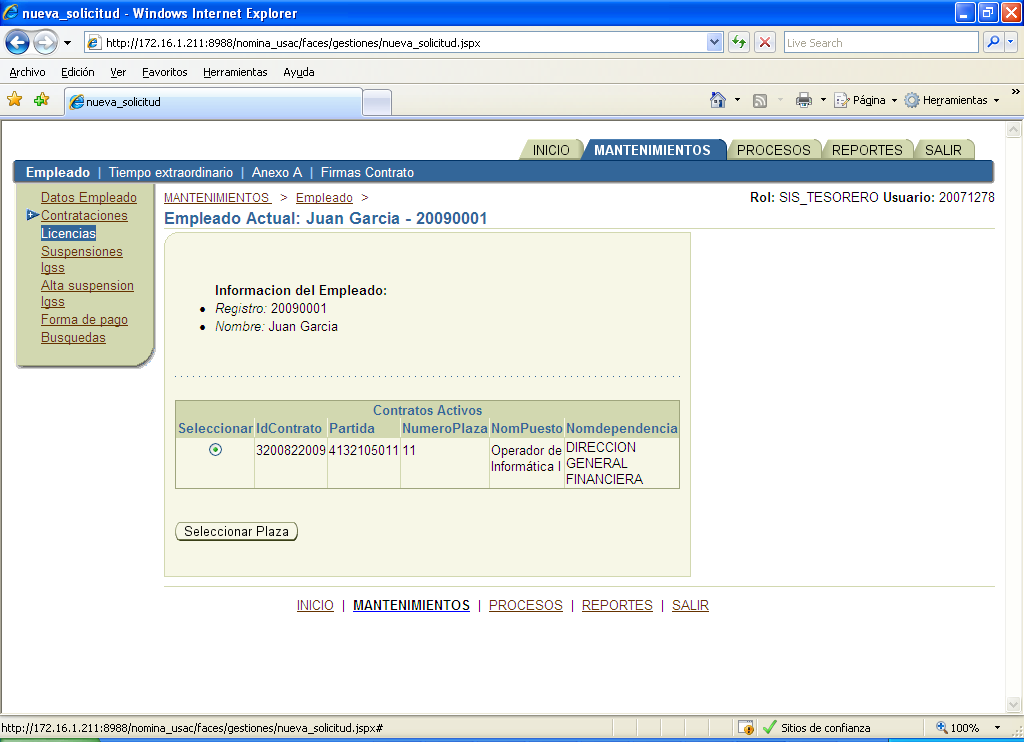 nueva_solicitud - Windows Internet Explorer
http://172.16.1.211:8988/nomina_usac/faces/gestiones/nueva_solicitud.jspx
Live Search
Archivo Edición Ver Favoritos Herramientas Ayuda
nueva_solicitud
Página Herramientas
INICIO MANTENIMIENTOS PROCESOS REPORTES SALIR
Empleado | Tiempo extraordinario | Anexo A | Firmas Contrato
Datos Empleado
Contrataciones
Licencias
Suspensiones
Igss
Alta suspension
Igss
Forma de pago
Busquedas
MANTENIMIENTOS > Empleado >
Rol: SIS_TESORERO Usuario: 20071278
Empleado Actual: Juan Garcia - 20090001
Informacion del Empleado:
Registro: 20090001
Nombre: Juan Garcia
Contratos Activos
Seleccionar IdContrato Partida NumeroPlaza NomPuesto Nomdependencia
3200822009 4132105011 11 Operador de Informática I DIRECCION GENERAL FINANCIERA
Seleccionar Plaza
INICIO | MANTENIMIENTOS | PROCESOS | REPORTES | SALIR
http://172.16.1.211:8988/nomina_usac/faces/gestiones/nueva_solicitud.jspx#
Sitios de confianza
100%